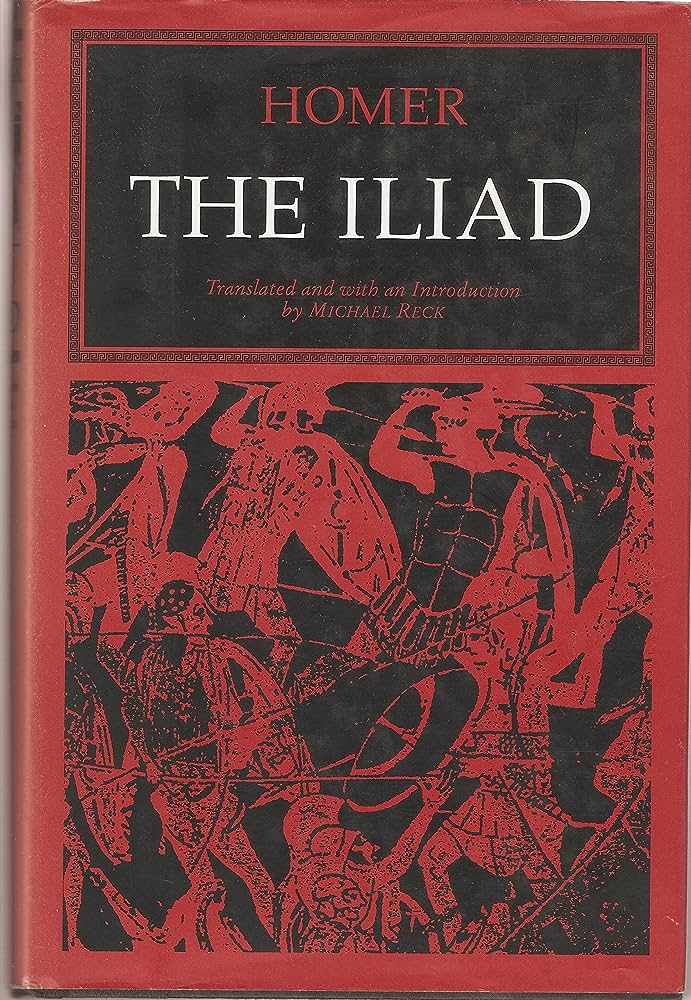 HOMER
THE ILIAD
Translated and with an Introduction
by MICHAEL RECK